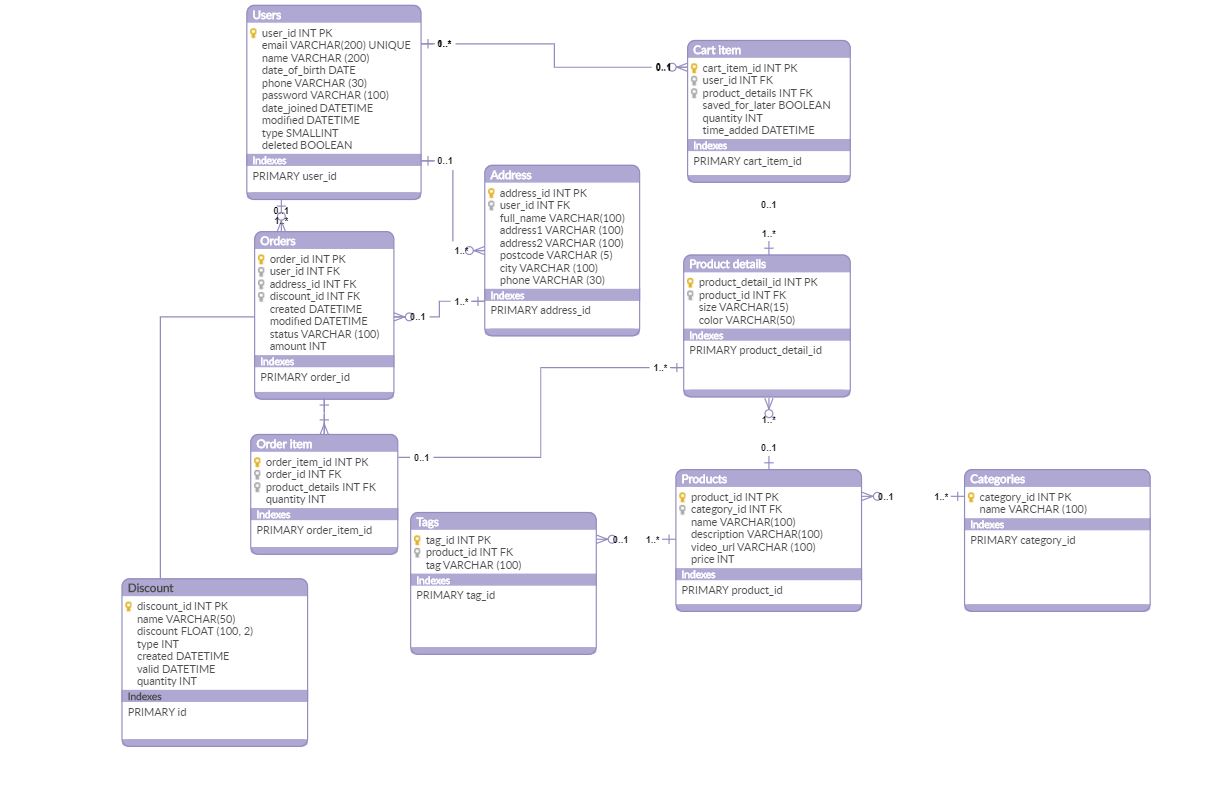 Users
user_id INT PK
email VARCHAR(200) UNIQUE
name VARCHAR (200)
date_of_birth DATE
phone VARCHAR (30)
password VARCHAR (100)
date_joined DATETIME
modified DATETIME
type SMALLINT
deleted BOOLEAN
Indexes
PRIMARY user_id
0..*
0..1
Cart item
cart_item_id INT PK
user_id INT FK
product_details INT FK
saved_for_later BOOLEAN
quantity INT
time_added DATETIME
Indexes
PRIMARY cart_item_id
0..1
1..*
Address
address_id INT PK
user_id INT FK
full_name VARCHAR(100)
address1 VARCHAR (100)
address2 VARCHAR (100)
postcode VARCHAR (5)
city VARCHAR (100)
phone VARCHAR (30)
Indexes
PRIMARY address_id
0..1
1..*
Orders
order_id INT PK
user_id INT FK
address_id INT FK
discount_id INT FK
created DATETIME
modified DATETIME
status VARCHAR (100)
amount INT
Indexes
PRIMARY order_id
0..1
1..*
0..1
1..*
Product details
product_detail_id INT PK
product_id INT FK
size VARCHAR(15)
color VARCHAR(50)
Indexes
PRIMARY product_detail_id
1..*
0..1
Order item
order_item_id INT PK
order_id INT FK
product_details INT FK
quantity INT
Indexes
PRIMARY order_item_id
1..*
0..1
Products
product_id INT PK
category_id INT FK
name VARCHAR(100)
description VARCHAR(100)
video_url VARCHAR (100)
price INT
Indexes
PRIMARY product_id
0..1
1..*
Categories
category_id INT PK
name VARCHAR (100)
Indexes
PRIMARY category_id
Tags
tag_id INT PK
product_id INT FK
tag VARCHAR (100)
Indexes
PRIMARY tag_id
0..1
1..*
Discount
discount_id INT PK
name VARCHAR(50)
discount FLOAT (100, 2)
type INT
created DATETIME
valid DATETIME
quantity INT
Indexes
PRIMARY id